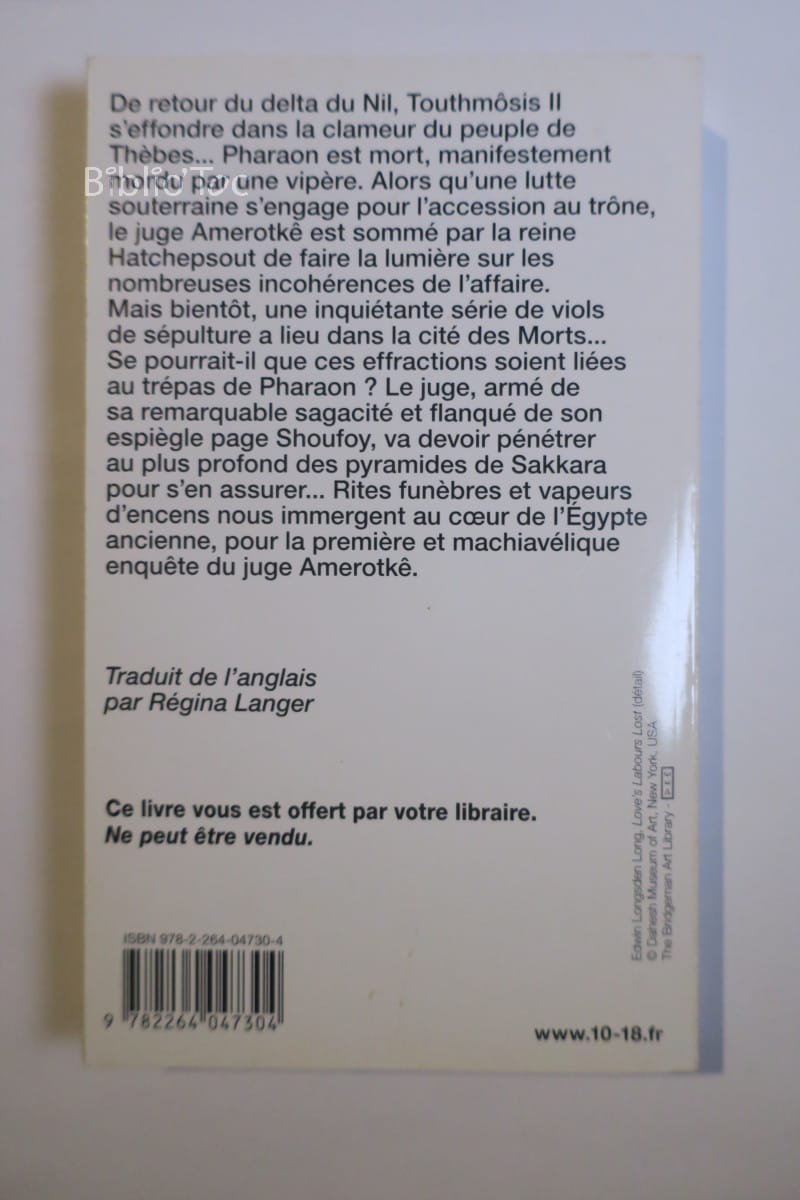 De retour du delta du Nil, Touthmôsis II
s'effondre dans la clameur du peuple de
Thèbes... Pharaon est mort, manifestement
mordu par une vipère. Alors qu'une lutte
souterraine s'engage pour l'accession au trône,
le juge Amerotkê est sommé par la reine
Hatchepsout de faire la lumière sur les
nombreuses incohérences de l'affaire.
Mais bientôt, une inquiétante série de viols
de sépulture a lieu dans la cité des Morts...
Se pourrait-il que ces effractions soient liées
au trépas de Pharaon ? Le juge, armé de
sa remarquable sagacité et flanqué de son
espiègle page Shoufoy, va devoir pénétrer
au plus profond des pyramides de Sakkara
pour s'en assurer... Rites funèbres et vapeurs
d'encens nous immergent au cœur de l'Égypte
ancienne, pour la première et machiavélique
enquête du juge Amerotkê.
Biblio'Toc
Traduit de l'anglais
par Régina Langer
Ce livre vous est offert par votre libraire.
Ne peut être vendu.
Edwin Longsden Long, Love's Labours Lost (détail)
© Dahesh Museum of Art, New York, USA
The Bridgeman Art Library -
ISBN 978-2-264-04730-4
9 782264 047304
www.10-18.fr